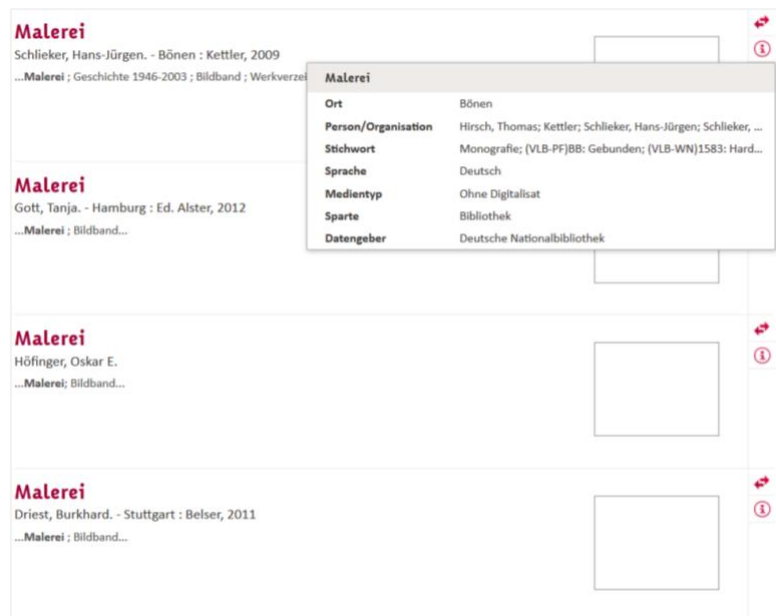 Malerei
Schlieker, Hans-Jürgen. - Bönen : Kettler, 2009
...Malerei ; Geschichte 1946-2003 ; Bildband ; Werkverzei
Malerei
Ort Bönen
Person/Organisation Hirsch, Thomas; Kettler; Schlieker, Hans-Jürgen; Schlieker, ...
Stichwort Monografie; (VLB-PF)BB: Gebunden; (VLB-WN)1583: Hard...
Sprache Deutsch
Medientyp Ohne Digitalisat
Sparte Bibliothek
Datengeber Deutsche Nationalbibliothek
Malerei
Gott, Tanja. - Hamburg : Ed. Alster, 2012
...Malerei ; Bildband...
Malerei
Höfinger, Oskar E.
...Malerei; Bildband...
Malerei
Driest, Burkhard. - Stuttgart : Belser, 2011
...Malerei ; Bildband...